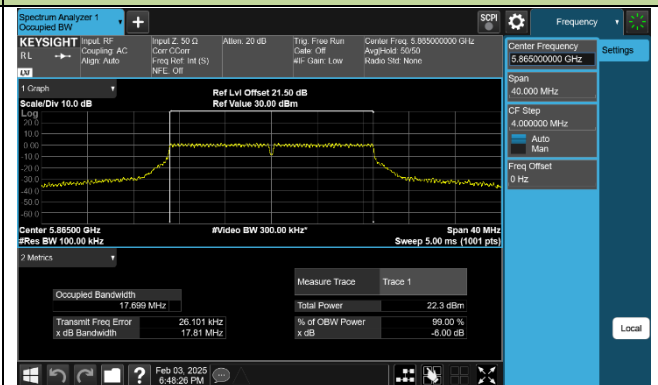 Spectrum Analyzer 1
Occupied BW
+
SCPI
Frequency
KEYSIGHT
RL
LXI
Input: RF
Coupling: AC
Align: Auto
Input Z: 50 Ω
Corr CCorr
Freq Ref: Int (S)
NFE: Off
Atten: 20 dB
Trig: Free Run
Gate: Off
#IF Gain: Low
Center Freq: 5.865000000 GHz
Avg|Hold: 50/50
Radio Std: None
Center Frequency
5.865000000 GHz
Settings
Span
40.000 MHz
CF Step
4.000000 MHz
Auto
Man
Freq Offset
0 Hz
1 Graph
Scale/Div 10.0 dB
Ref Lvl Offset 21.50 dB
Ref Value 30.00 dBm
Log
20.0
10.0
0.00
-10.0
-20.0
-30.0
-40.0
-50.0
-60.0
Center 5.86500 GHz
#Video BW 300.00 kHz*
Span 40 MHz
#Res BW 100.00 kHz
Sweep 5.00 ms (1001 pts)
2 Metrics
Measure Trace
Trace 1
Occupied Bandwidth
17.699 MHz
Total Power
22.3 dBm
Transmit Freq Error
26.101 kHz
% of OBW Power
99.00 %
x dB Bandwidth
17.81 MHz
x dB
-6.00 dB
Local
?
Feb 03, 2025
6:48:26 PM